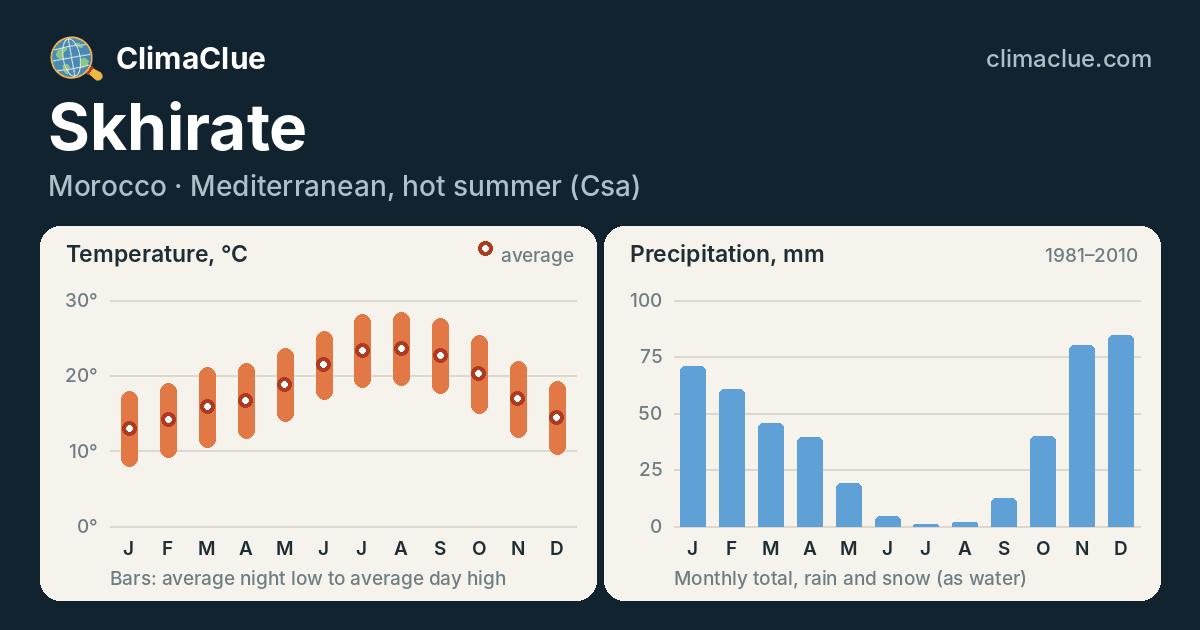 ClimaClue
climaclue.com
Skhirate
Morocco · Mediterranean, hot summer (Csa)
Temperature, °C
average
30°
20°
10°
0°
J F M A M J J A S O N D
Bars: average night low to average day high
Precipitation, mm
1981–2010
100
75
50
25
0
J F M A M J J A S O N D
Monthly total, rain and snow (as water)